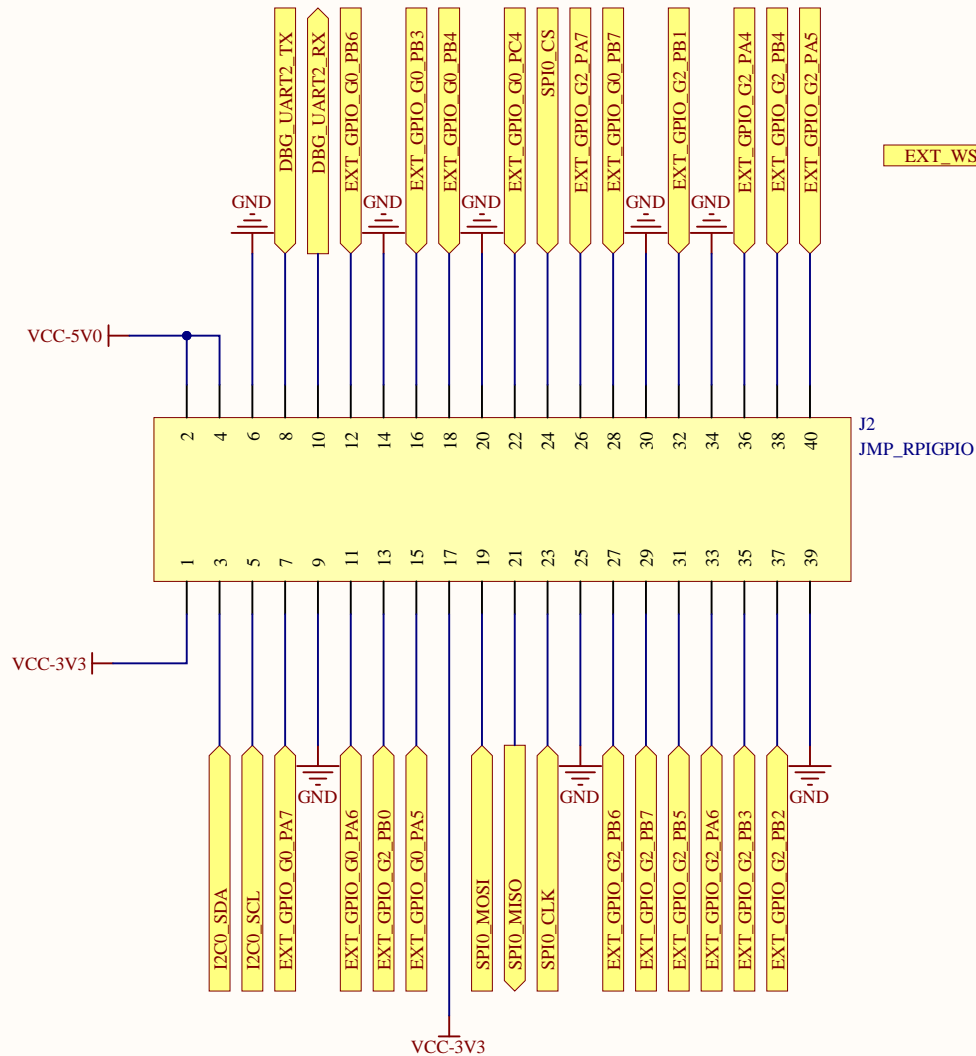 DBG_UART2_TX
DBG_UART2_RX
EXT_GPIO_G0_PB6
EXT_GPIO_G0_PB3
EXT_GPIO_G0_PB4
EXT_GPIO_G0_PC4
SPI0_CS
EXT_GPIO_G2_PA7
EXT_GPIO_G0_PB7
EXT_GPIO_G2_PB1
EXT_GPIO_G2_PA4
EXT_GPIO_G2_PB4
EXT_GPIO_G2_PA5
EXT_WS
GND
GND
GND
GND
GND
VCC-5V0
2
4
6
8
10
12
14
16
18
20
22
24
26
28
30
32
34
36
38
40
J2
JMP_RPIGPIO
1
3
5
7
9
11
13
15
17
19
21
23
25
27
29
31
33
35
37
39
VCC-3V3
I2C0_SDA
I2C0_SCL
EXT_GPIO_G0_PA7
GND
EXT_GPIO_G0_PA6
EXT_GPIO_G2_PB0
EXT_GPIO_G0_PA5
SPI0_MOSI
SPI0_MISO
SPI0_CLK
GND
EXT_GPIO_G2_PB6
EXT_GPIO_G2_PB7
EXT_GPIO_G2_PB5
EXT_GPIO_G2_PA6
EXT_GPIO_G2_PB3
EXT_GPIO_G2_PB2
GND
VCC-3V3